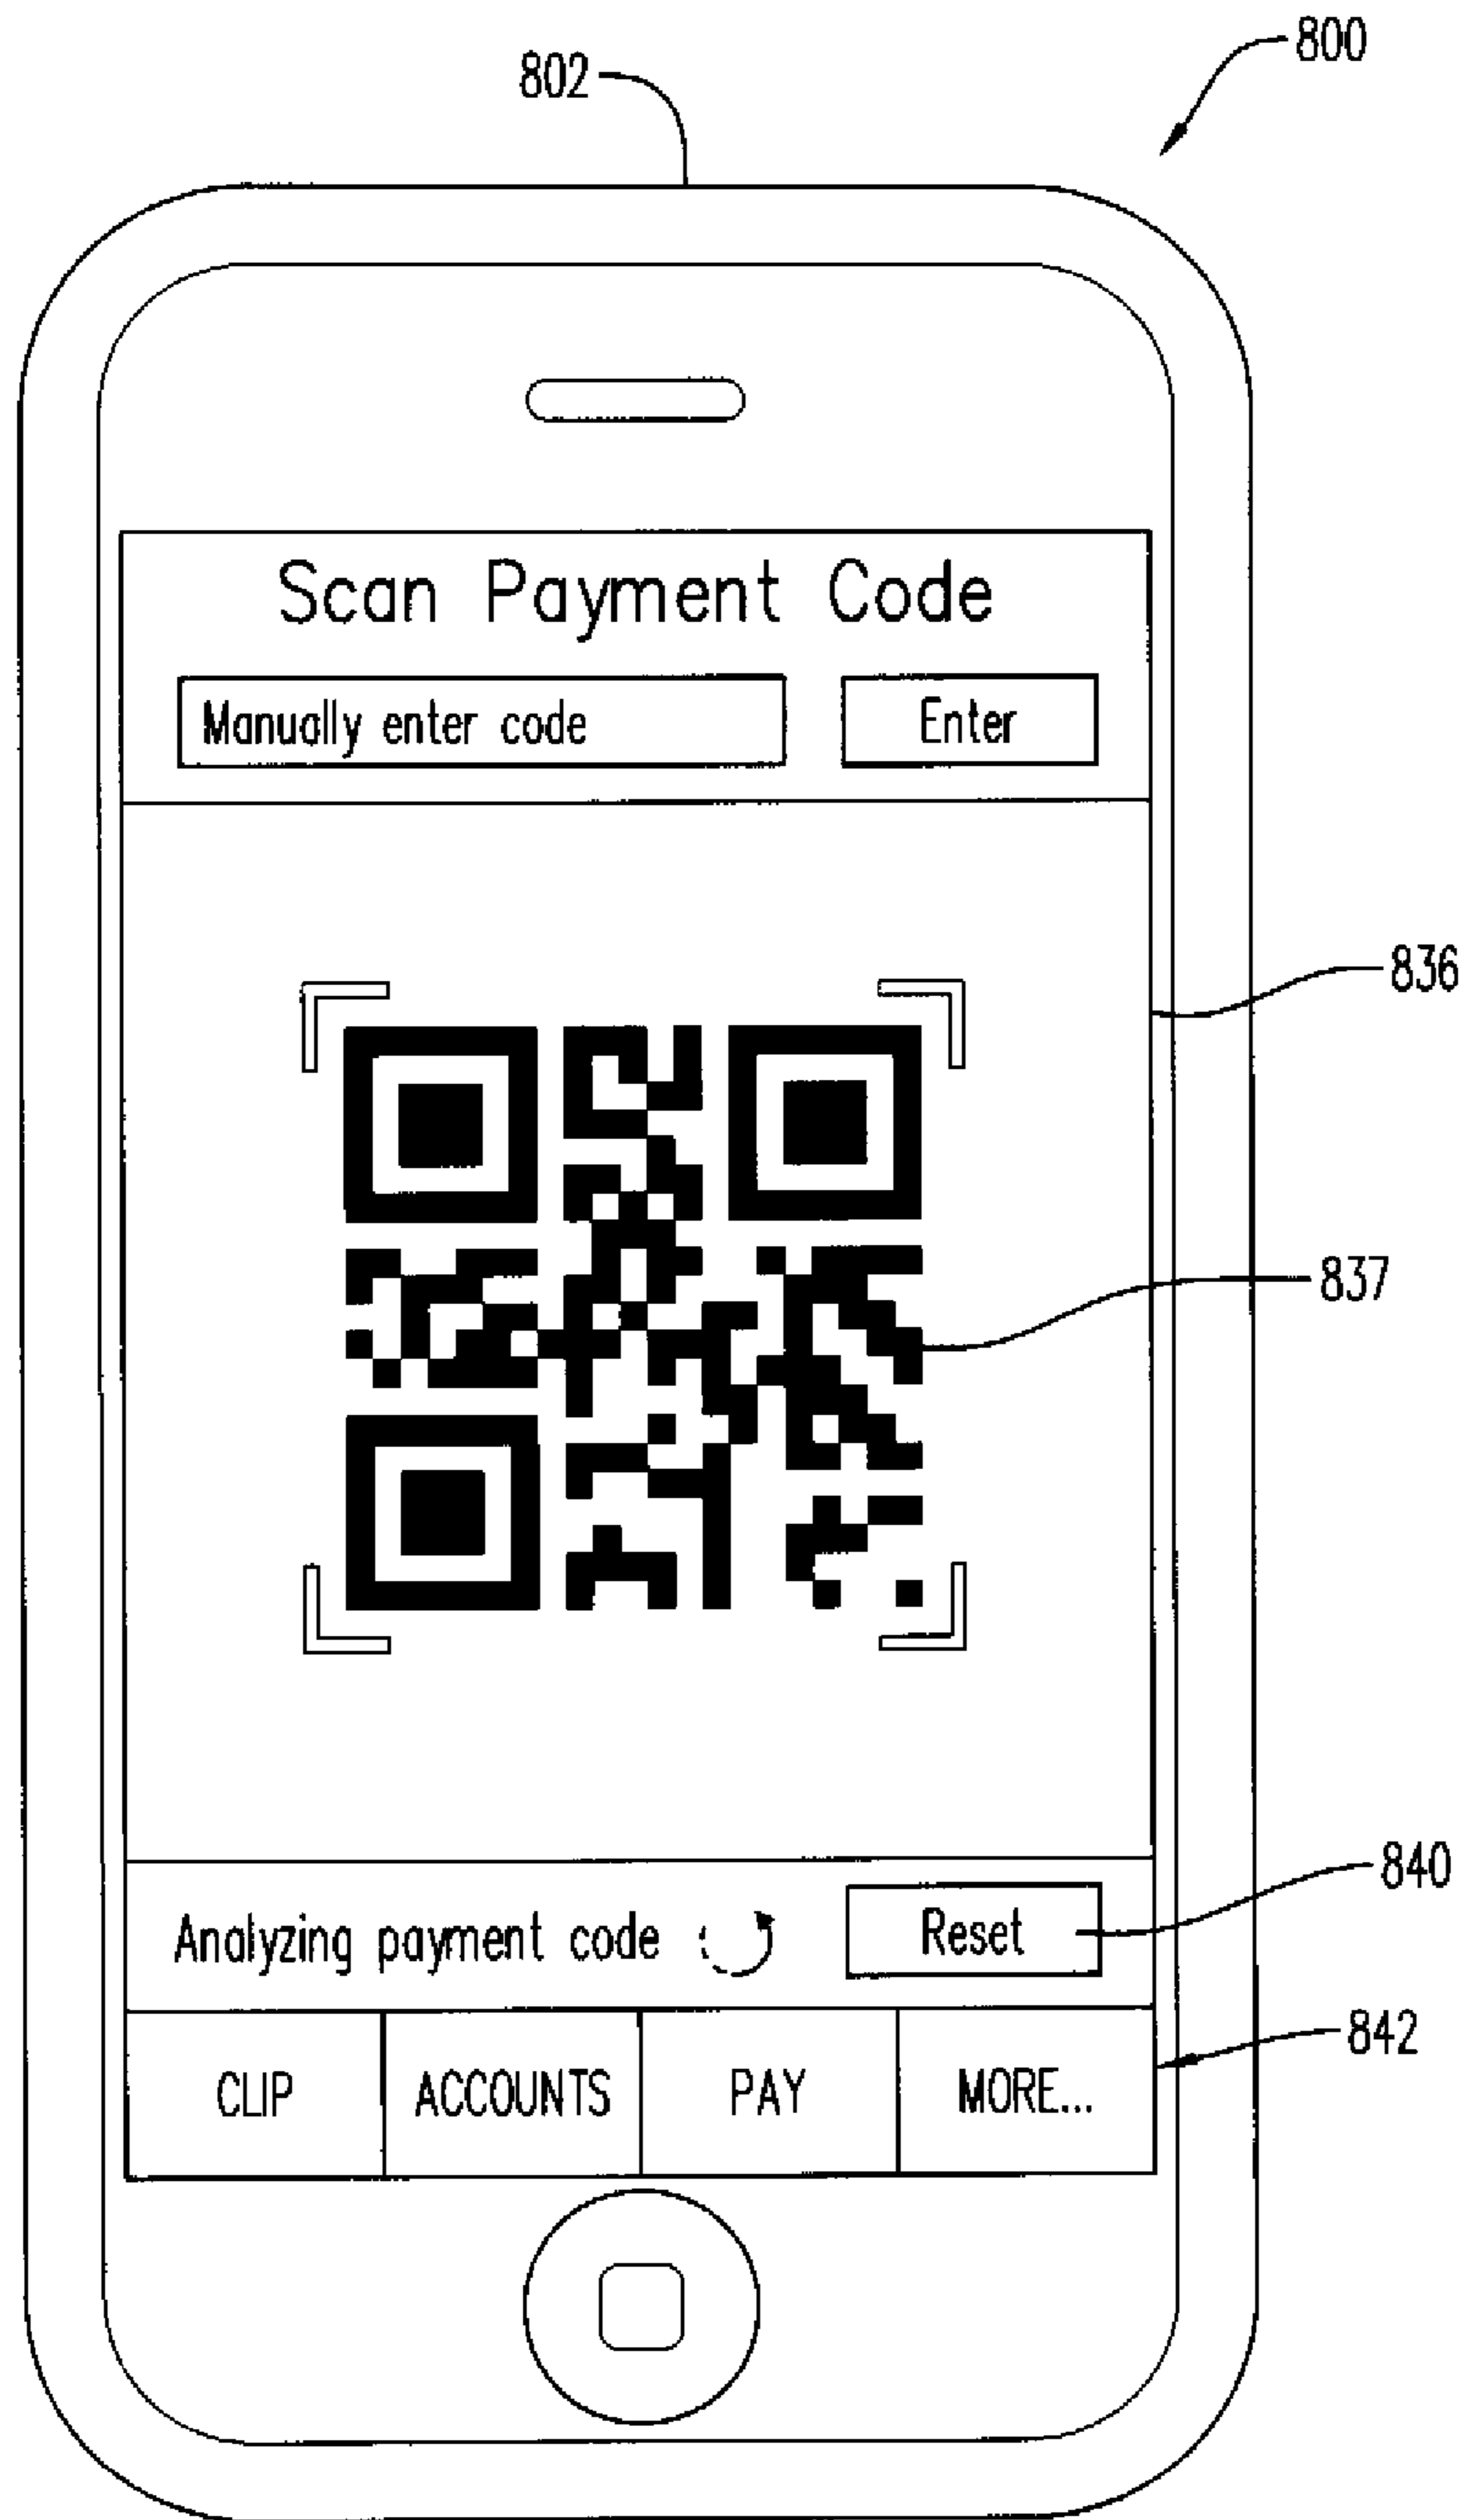 800
802
Scan Payment Code
Manually enter code
Enter
836
837
840
Analyzing payment code
Reset
842
CLIP
ACCOUNTS
PAY
MORE...